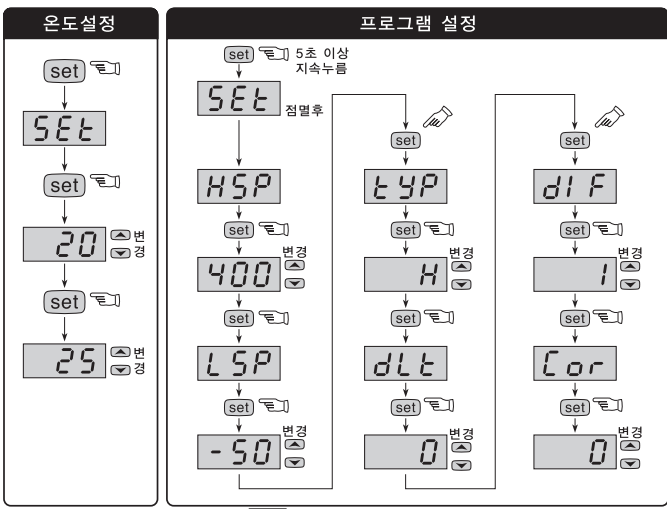 온도설정
set
SEt
set
20
변
경
set
25
변
경
프로그램 설정
set 5초 이상
지속누름
SEt
점멸후
HSP
set
변경
400
set
LSP
set
변경
-50
set
tYP
set
변경
H
set
dLt
set
변경
0
set
dIF
set
변경
1
set
Cor
set
변경
0